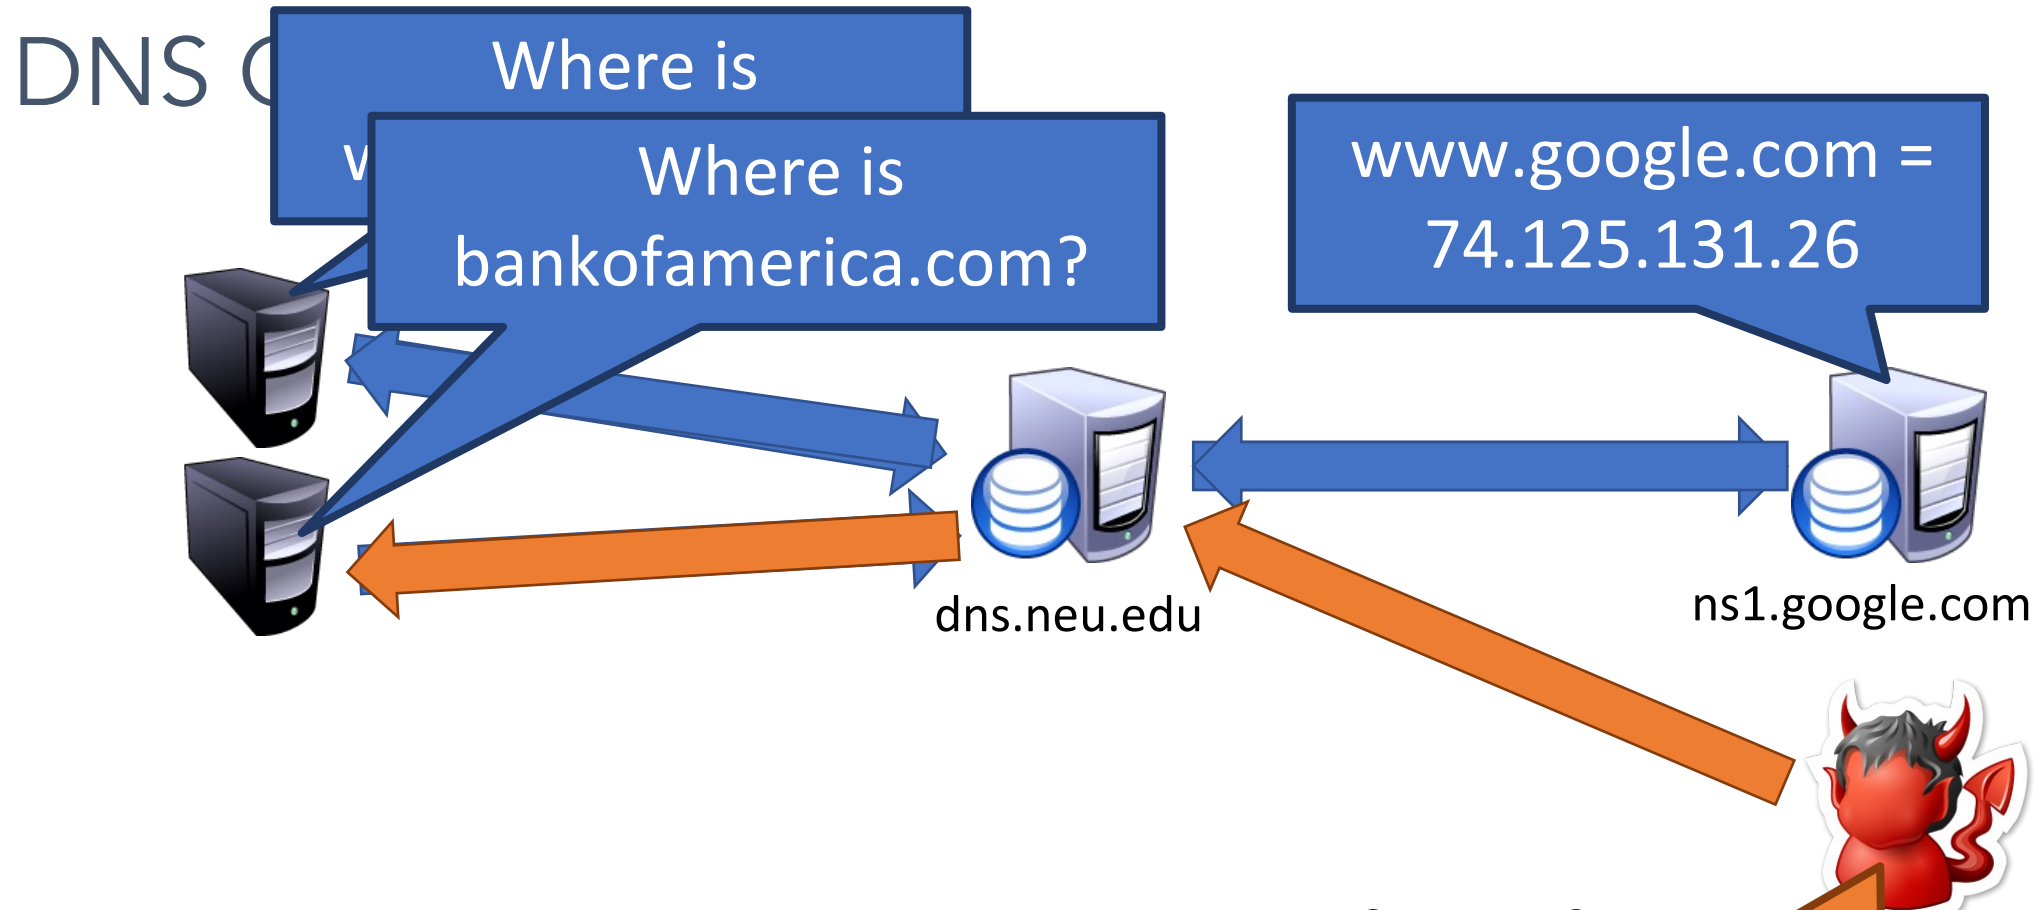 DNS
Where is
Where is
bankofamerica.com?
www.google.com =
74.125.131.26
dns.neu.edu
ns1.google.com